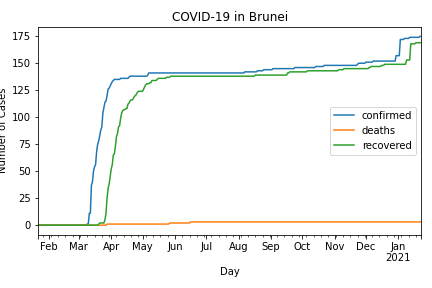 COVID-19 in Brunei
Number of Cases
175
150
125
100
75
50
25
0
confirmed
deaths
recovered
Feb Mar Apr May Jun Jul Aug Sep Oct Nov Dec Jan
2021
Day